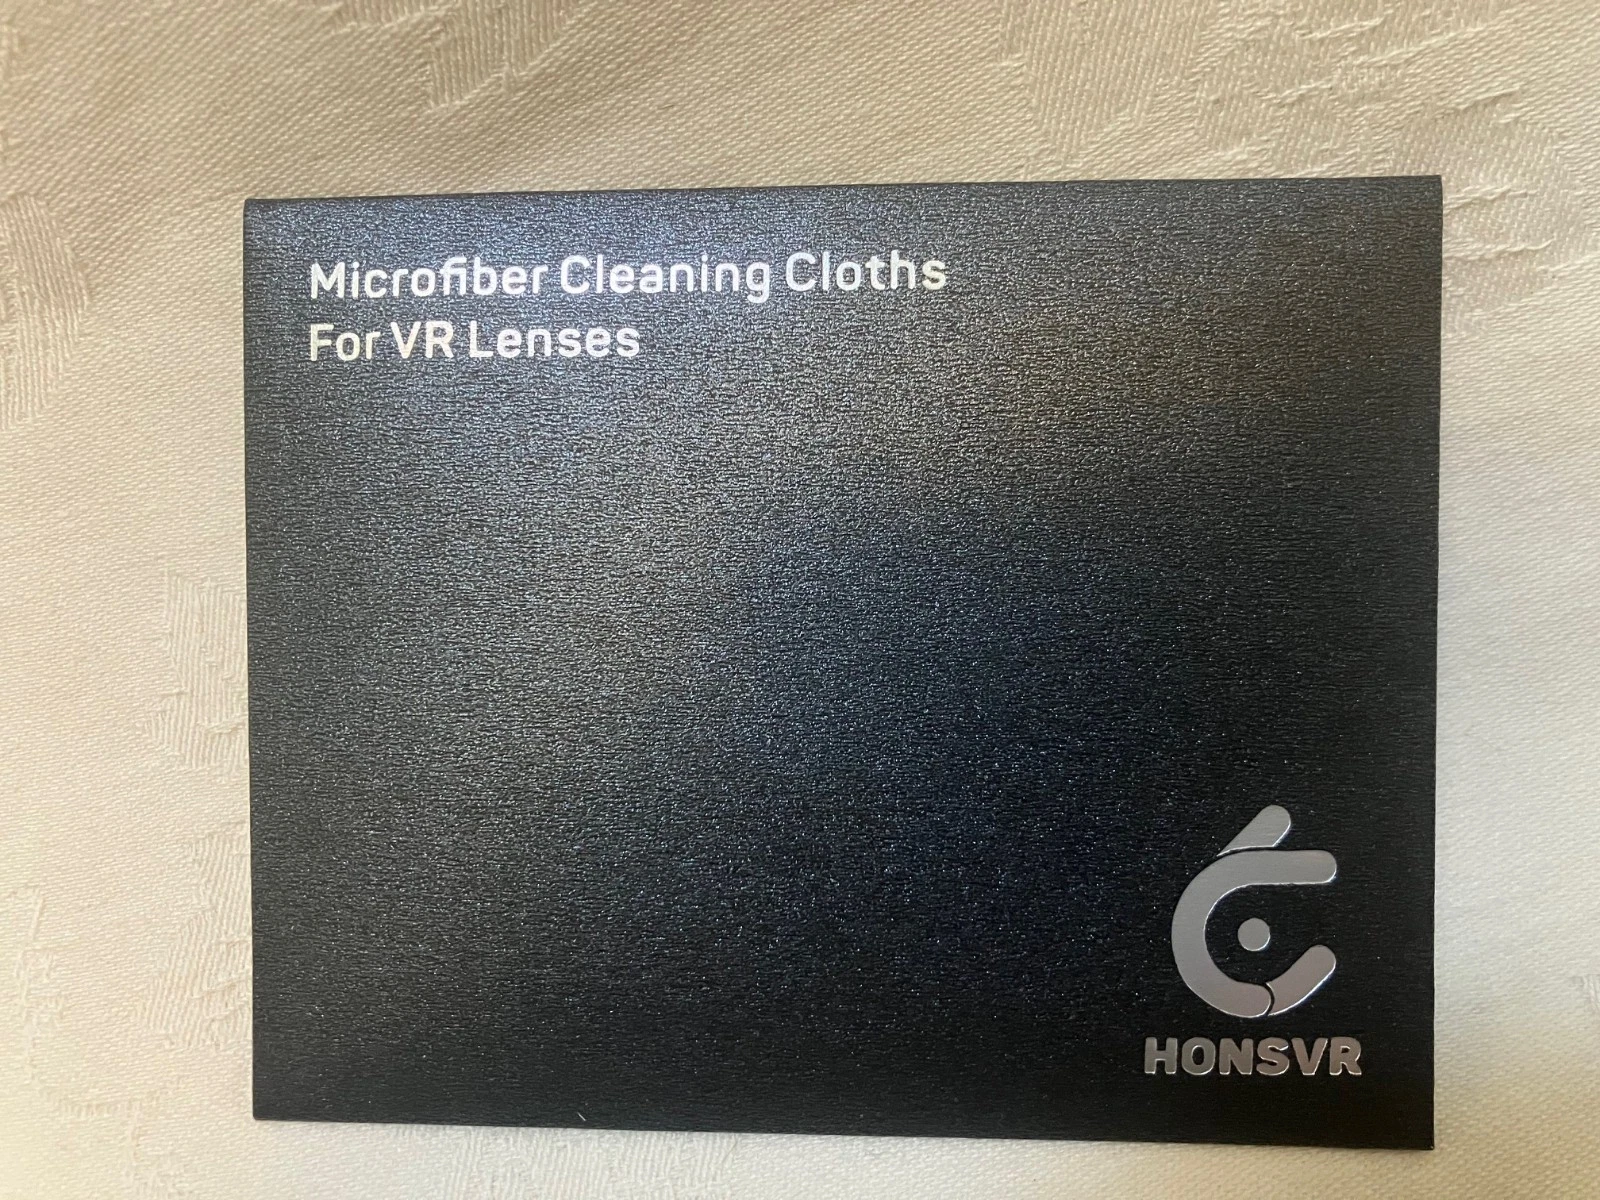 Microfiber Cleaning Cloths
For VR Lenses
HONSVR